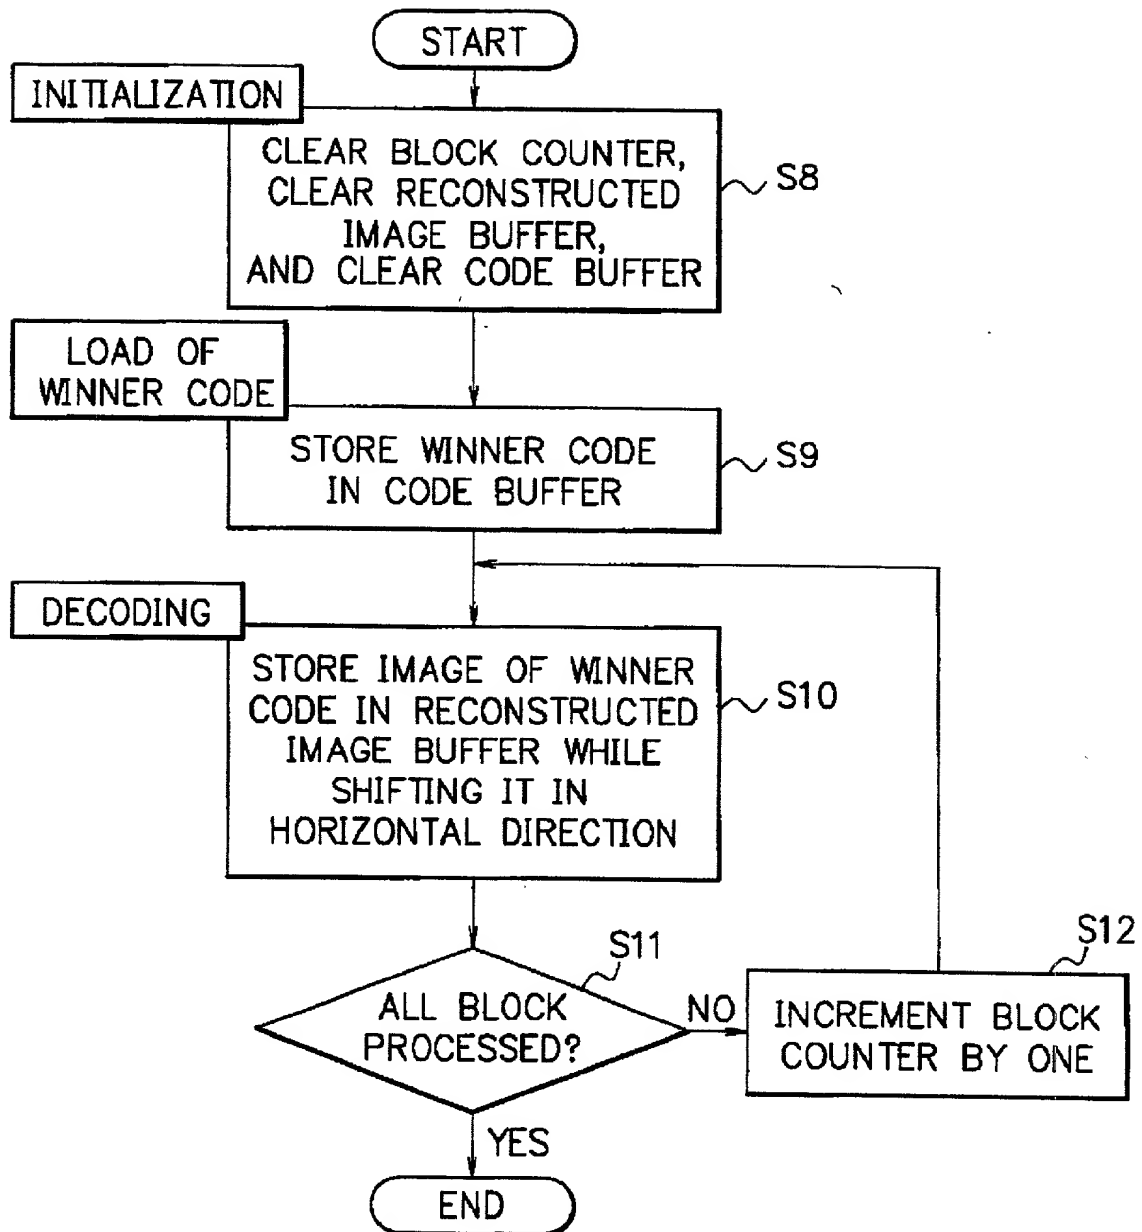 START
INITIALIZATION
CLEAR BLOCK COUNTER,
CLEAR RECONSTRUCTED
IMAGE BUFFER,
AND CLEAR CODE BUFFER
S8
LOAD OF
WINNER CODE
STORE WINNER CODE
IN CODE BUFFER
S9
DECODING
STORE IMAGE OF WINNER
CODE IN RECONSTRUCTED
IMAGE BUFFER WHILE
SHIFTING IT IN
HORIZONTAL DIRECTION
S10
S11
ALL BLOCK
PROCESSED?
NO
S12
INCREMENT BLOCK
COUNTER BY ONE
YES
END